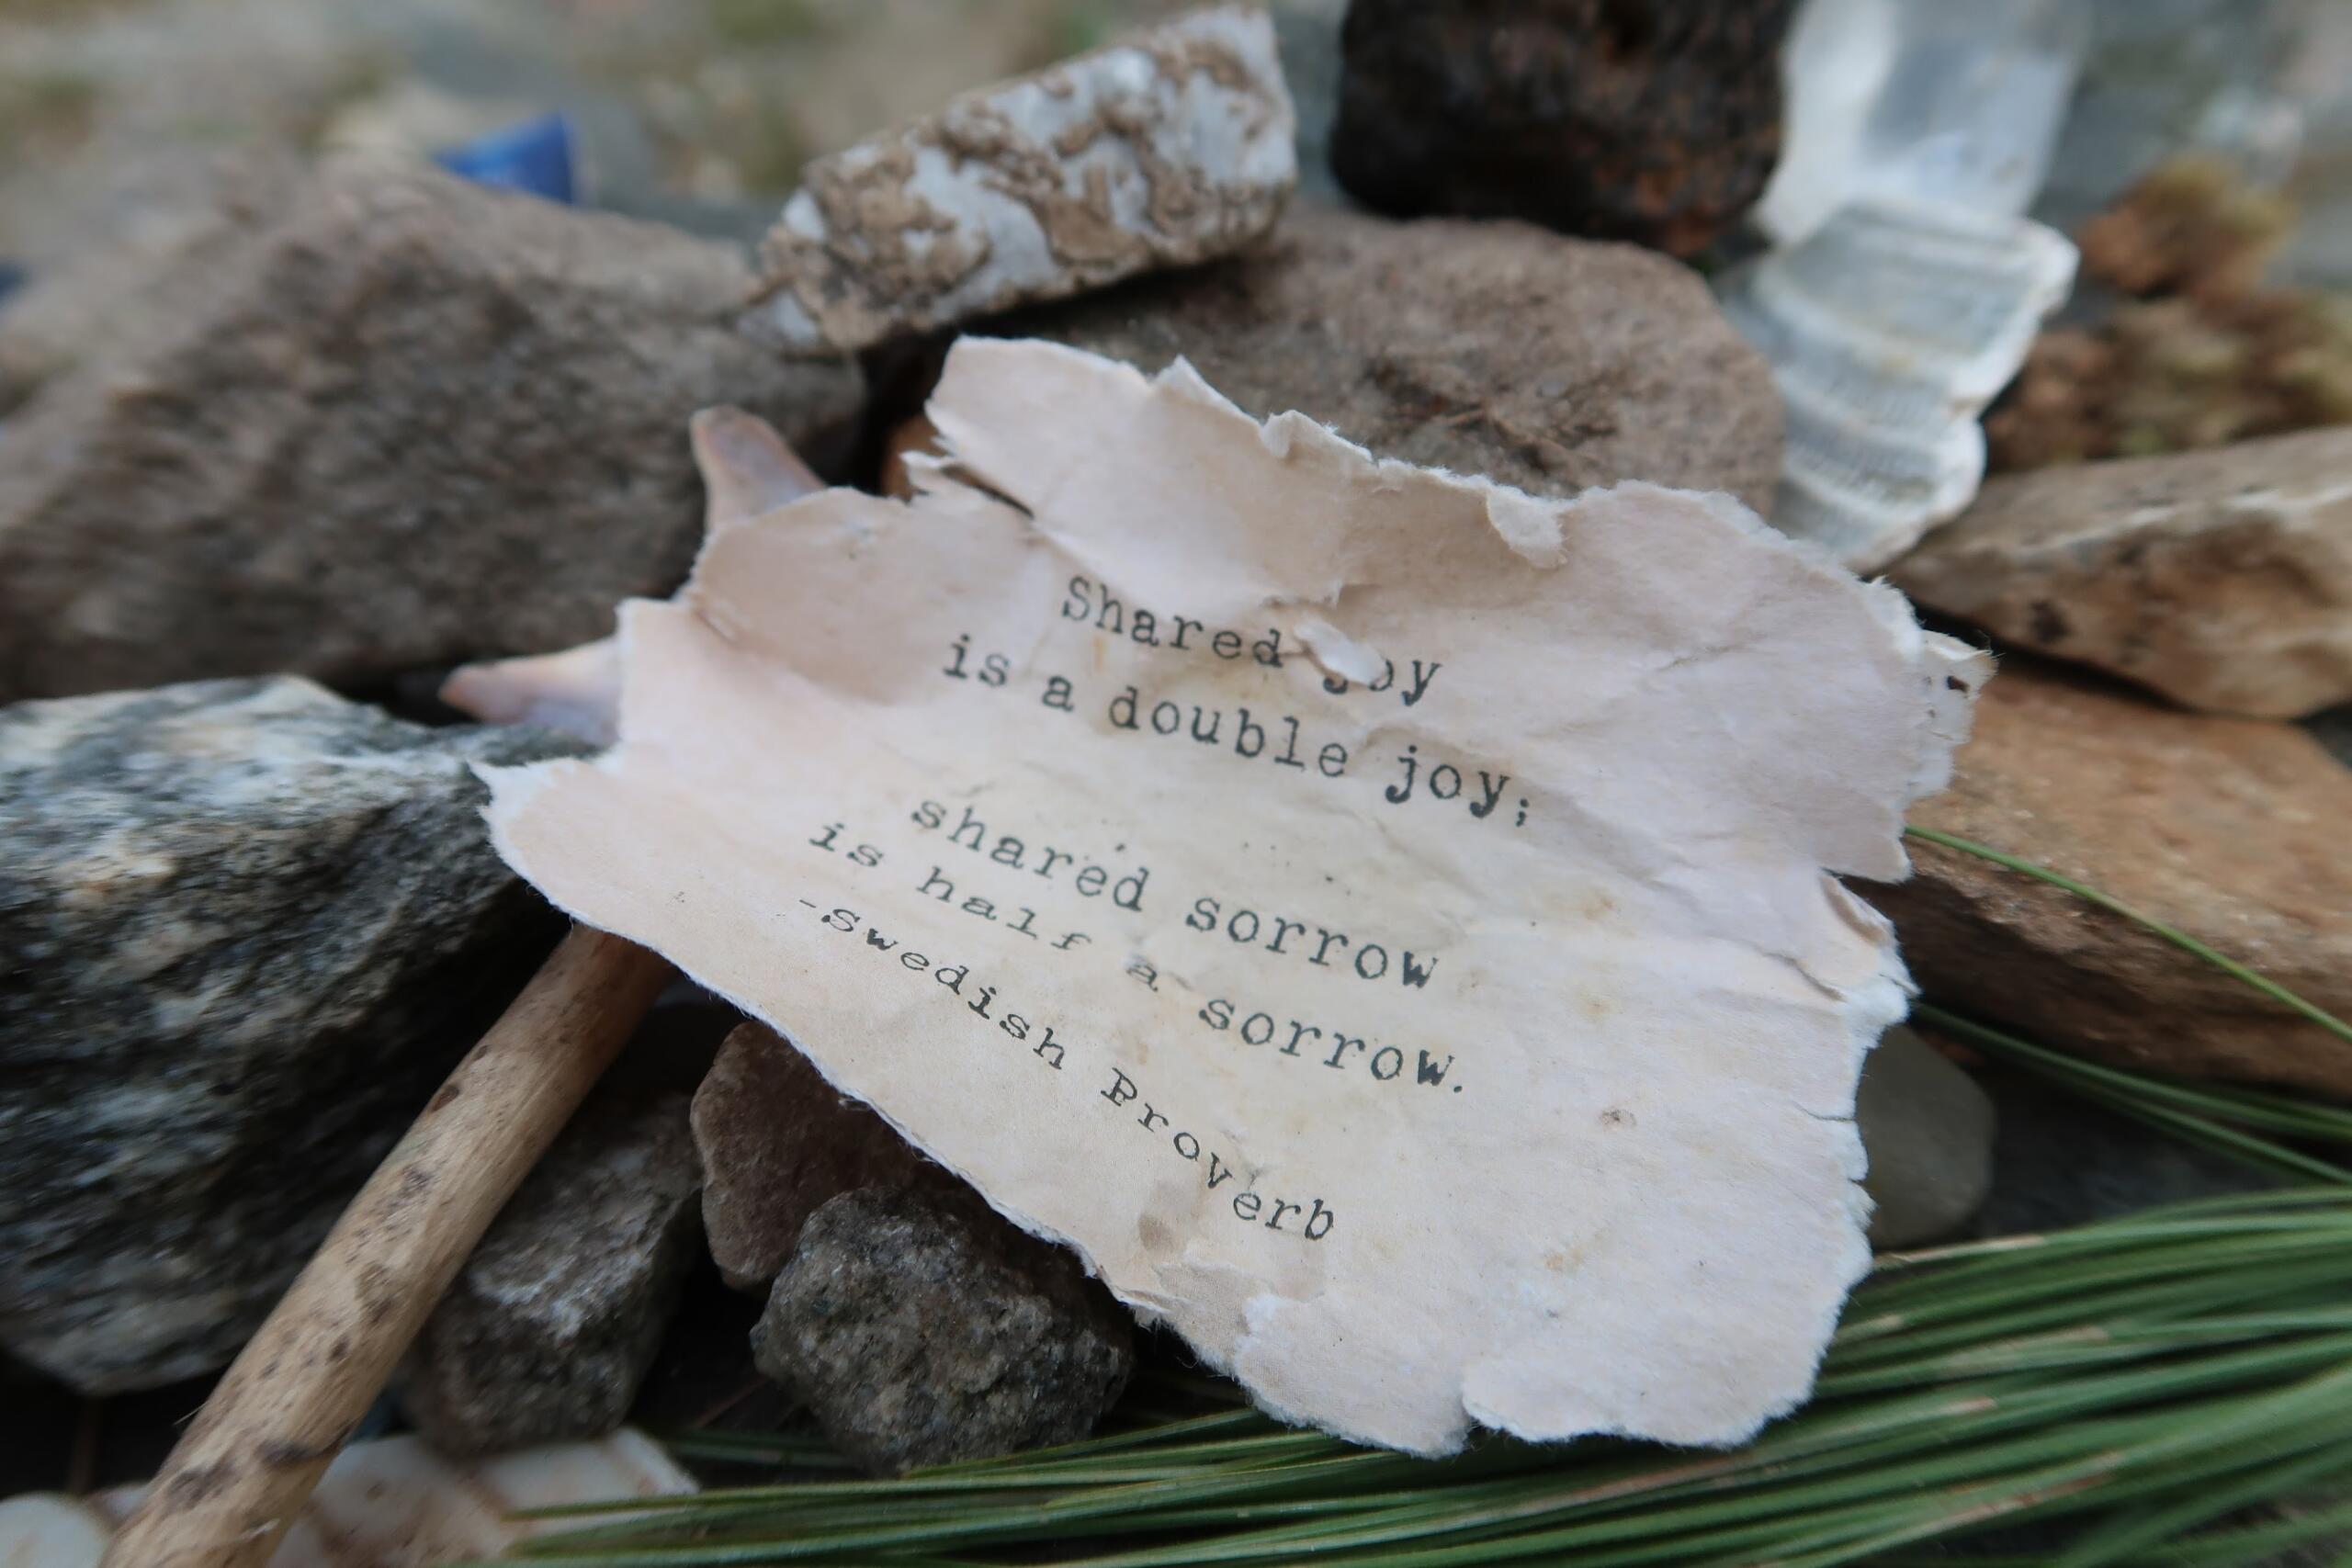 Shared joy
is a double joy;
shared sorrow
is half a sorrow.
-swedish Proverb